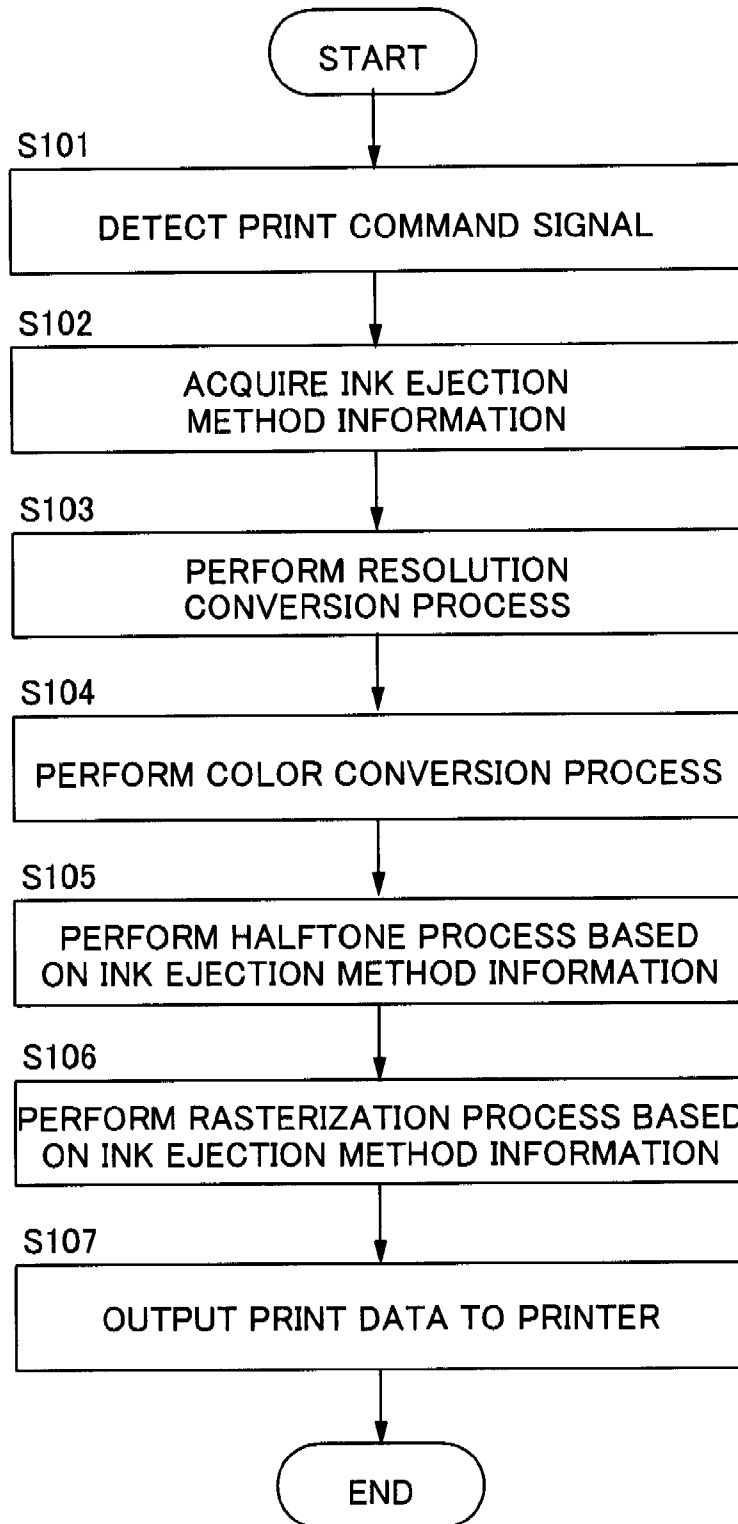 START
S101
DETECT PRINT COMMAND SIGNAL
S102
ACQUIRE INK EJECTION
METHOD INFORMATION
S103
PERFORM RESOLUTION
CONVERSION PROCESS
S104
PERFORM COLOR CONVERSION PROCESS
S105
PERFORM HALFTONE PROCESS BASED
ON INK EJECTION METHOD INFORMATION
S106
PERFORM RASTERIZATION PROCESS BASED
ON INK EJECTION METHOD INFORMATION
S107
OUTPUT PRINT DATA TO PRINTER
END